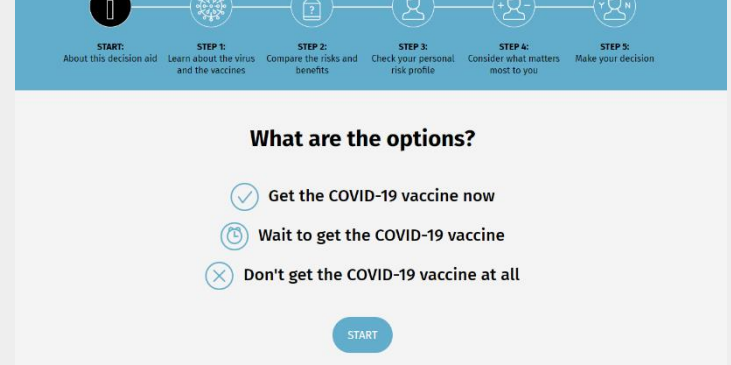 START:
About this decision aid
STEP 1:
Learn about the virus
and the vaccines
STEP 2:
Compare the risks and
benefits
?
STEP 3:
Check your personal
risk profile
STEP 4:
Consider what matters
most to you
+ −
STEP 5:
Make your decision
Y N
What are the options?
Get the COVID-19 vaccine now
Wait to get the COVID-19 vaccine
Don't get the COVID-19 vaccine at all
START